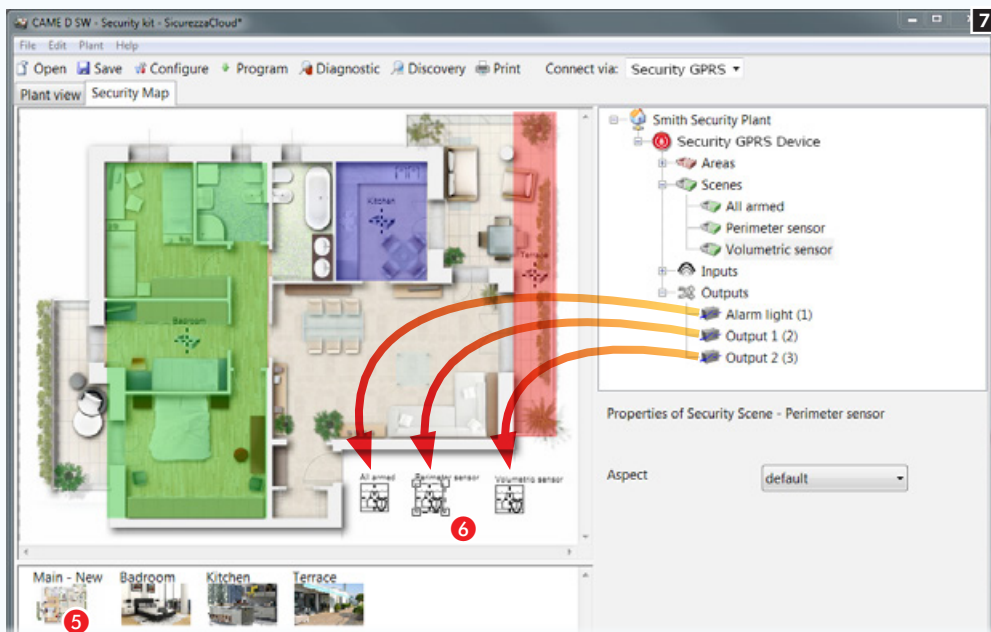 7
CAME D SW - Security kit - SicurezzaCloud*
File Edit Plant Help
Open Save Configure Program Diagnostic Discovery Print Connect via: Security GPRS
Plant view Security Map
Kitchen
Terrace
Badroom
All armed Perimeter sensor Volumetric sensor
6
Smith Security Plant
Security GPRS Device
Areas
Scenes
All armed
Perimeter sensor
Volumetric sensor
Inputs
Outputs
Alarm light (1)
Output 1 (2)
Output 2 (3)
Properties of Security Scene - Perimeter sensor
Aspect default
Main - New Badroom Kitchen Terrace
5